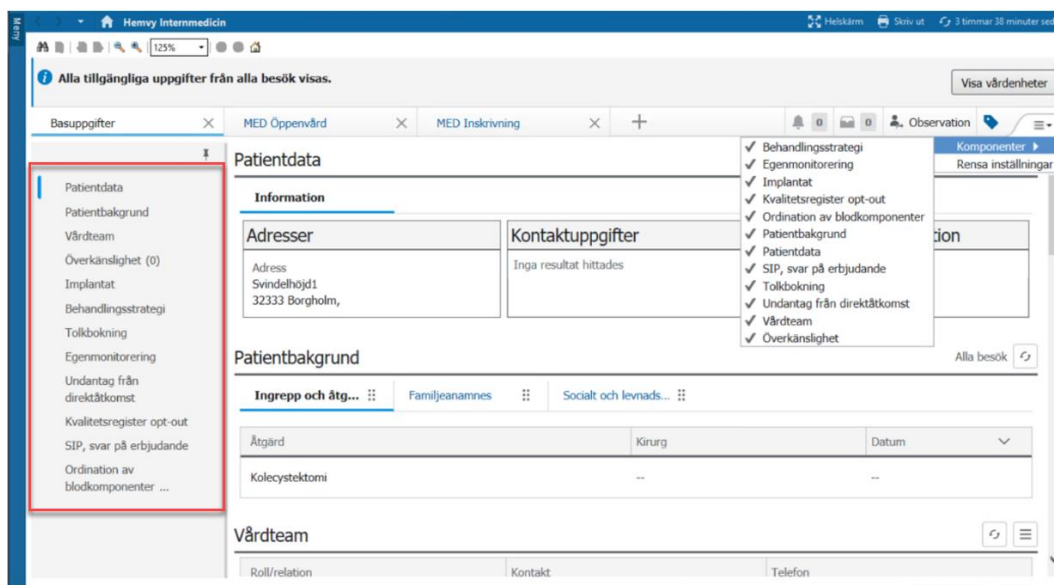 Meny
Hemvy Internmedicin
Helskärm
Skriv ut
3 timmar 38 minuter sed
125%
Alla tillgängliga uppgifter från alla besök visas.
Visa vårdenheter
Basuppgifter
MED Öppenvård
MED Inskrivning
0
0
Observation
Komponenter
Rensa inställningar
Behandlingsstrategi
Egenmonitorering
Implantat
Kvalitetsregister opt-out
Ordination av blodkomponenter
Patientbakgrund
Patientdata
SIP, svar på erbjudande
Tolkbokning
Undantag från direktåtkomst
Vårdteam
Överkänslighet
Patientdata
Patientbakgrund
Vårdteam
Överkänslighet (0)
Implantat
Behandlingsstrategi
Tolkbokning
Egenmonitorering
Undantag från
direktåtkomst
Kvalitetsregister opt-out
SIP, svar på erbjudande
Ordination av
blodkomponenter ...
Patientdata
Information
Adresser
Kontaktuppgifter
tion
Adress
Svindelhöjd1
32333 Borgholm,
Inga resultat hittades
Patientbakgrund
Alla besök
Ingrepp och åtg...
Familjeanamnes
Socialt och levnads...
Åtgärd
Kirurg
Datum
Kolecystektomi
--
--
Vårdteam
Roll/relation
Kontakt
Telefon